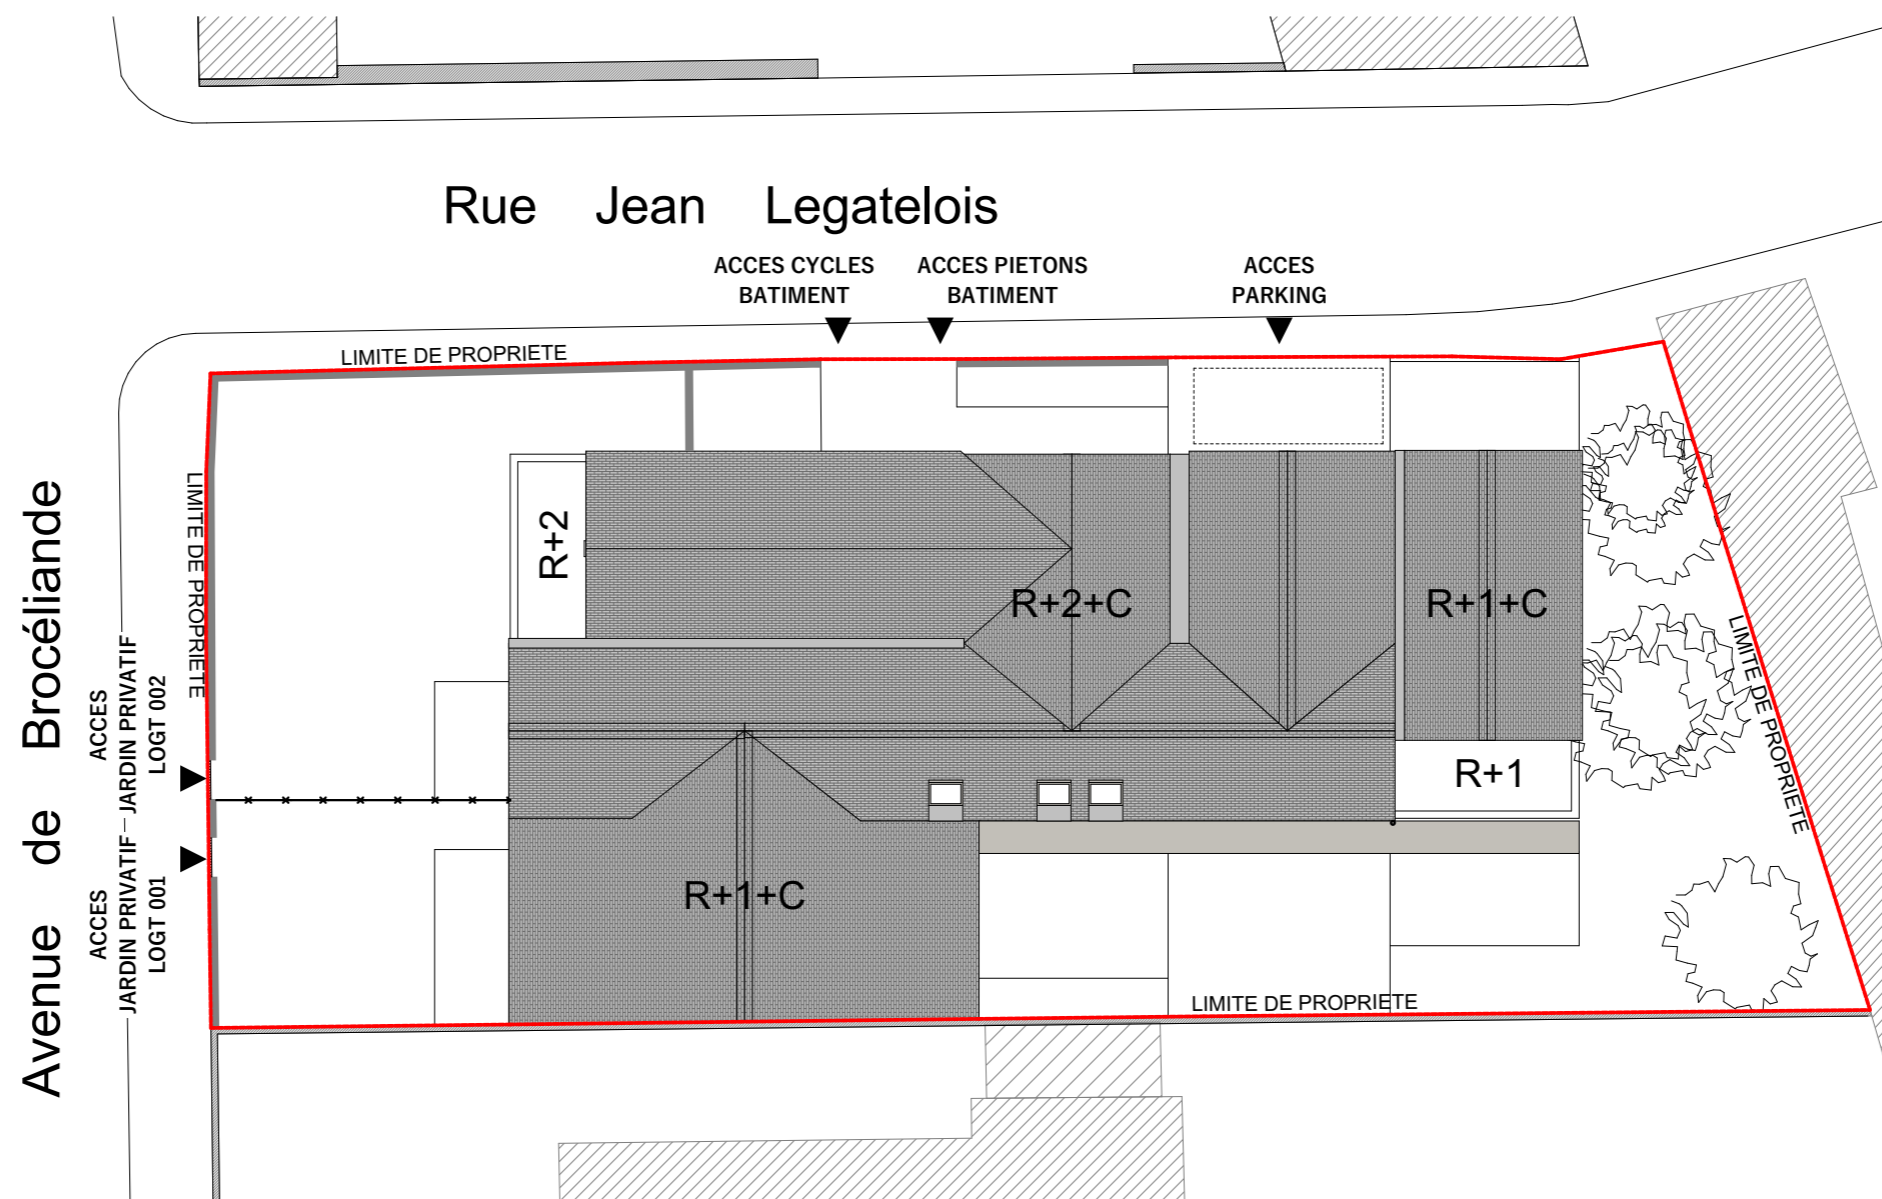 Rue Jean Legatelois
ACCES CYCLES
BATIMENT
ACCES PIETONS
BATIMENT
ACCES
PARKING
LIMITE DE PROPRIETE
LIMITE DE PROPRIETE
Avenue de Brocéliande
ACCES
JARDIN PRIVATIF
LOGT 002
ACCES
JARDIN PRIVATIF
LOGT 001
R+2
R+2+C
R+1+C
R+1
R+1+C
LIMITE DE PROPRIETE
LIMITE DE PROPRIETE